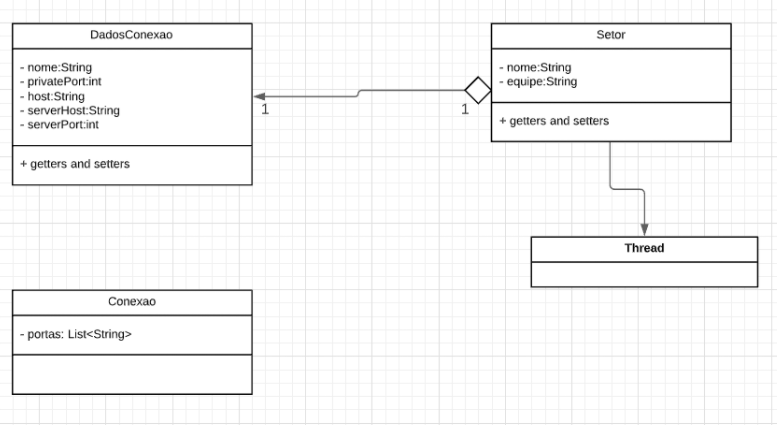 DadosConexao
- nome:String
- privatePort:int
- host:String
- serverHost:String
- serverPort:int
+ getters and setters
1
1
Setor
- nome:String
- equipe:String
+ getters and setters
Thread
Conexao
- portas: List<String>